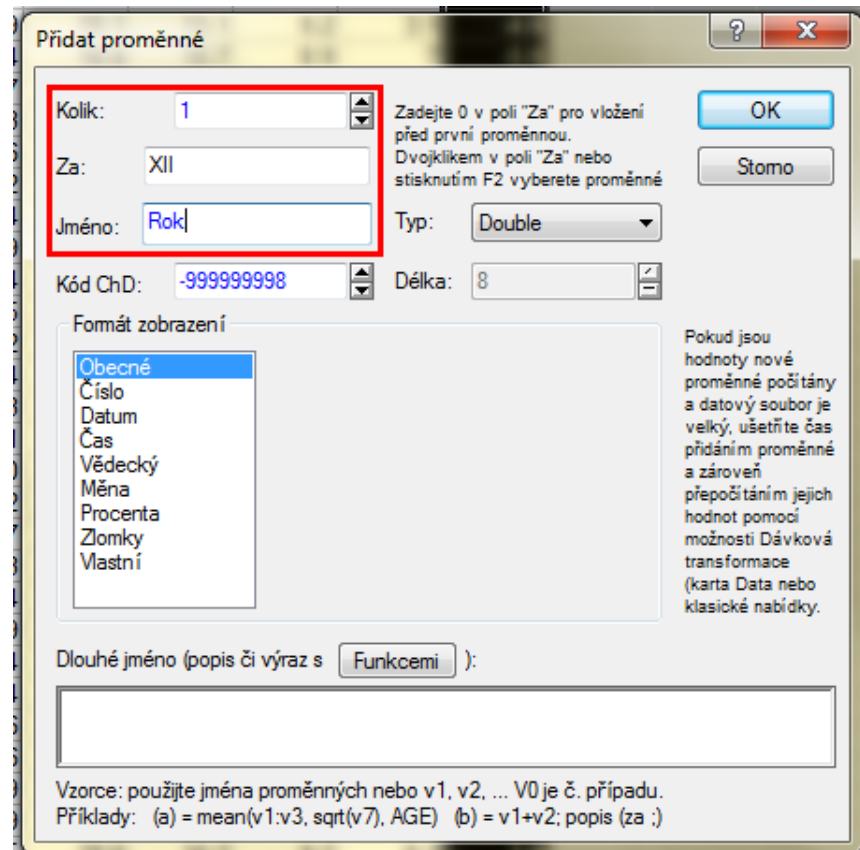 Přidat proměnné
Kolik: 1
Zadejte 0 v poli "Za" pro vložení
před první proměnnou.
Dvojklikem v poli "Za" nebo
stisknutím F2 vyberete proměnné
OK
Za: XII
Storno
Jméno: Rok
Typ: Double
Kód ChD: -999999998
Délka: 8
Formát zobrazení
Obecné
Číslo
Datum
Čas
Vědecký
Měna
Procenta
Zlomky
Vlastní
Pokud jsou
hodnoty nové
proměnné počítány
a datový soubor je
velký, ušetříte čas
přidáním proměnné
a zároveň
přepočítáním jejich
hodnot pomocí
možnosti Dávková
transformace
(karta Data nebo
klasické nabídky.
Dlouhé jméno (popis či výraz s Funkcemi ):
Vzorce: použijte jména proměnných nebo v1, v2, ... V0 je č. případu.
Příklady: (a) = mean(v1:v3, sqrt(v7), AGE) (b) = v1+v2; popis (za ;)